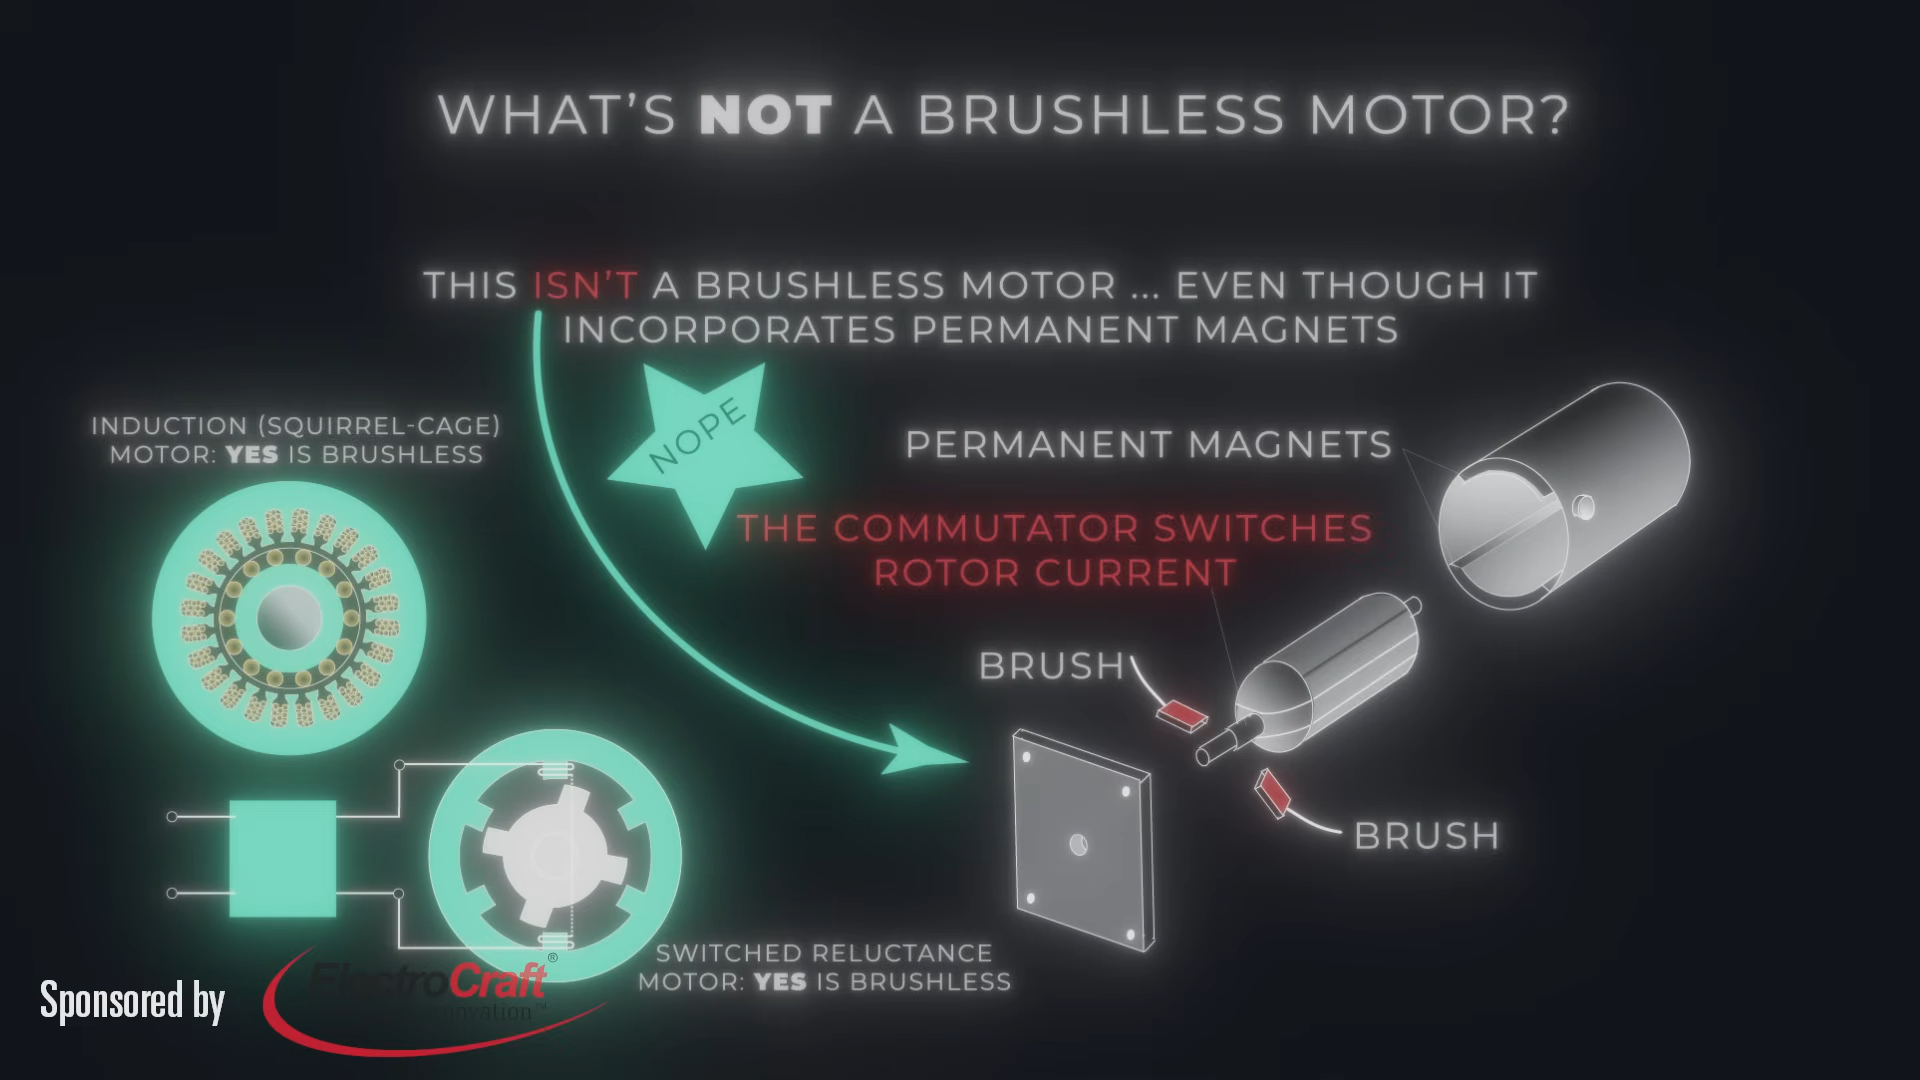 WHAT'S NOT A BRUSHLESS MOTOR?
THIS ISN'T A BRUSHLESS MOTOR ... EVEN THOUGH IT
INCORPORATES PERMANENT MAGNETS
INDUCTION (SQUIRREL-CAGE)
MOTOR: YES IS BRUSHLESS
NOPE
PERMANENT MAGNETS
THE COMMUTATOR SWITCHES
ROTOR CURRENT
BRUSH
BRUSH
SWITCHED RELUCTANCE
MOTOR: YES IS BRUSHLESS
Sponsored by
ElectroCraft®